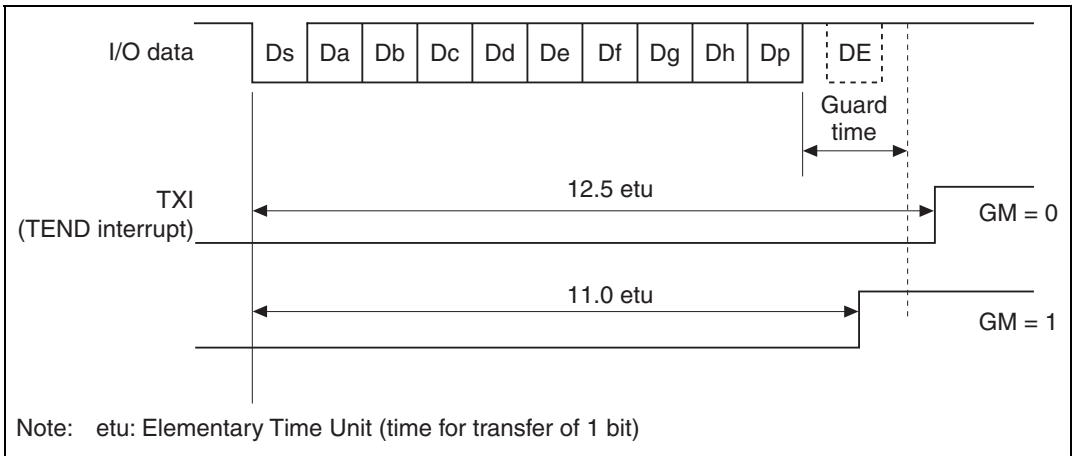 I/O data
Ds Da Db Dc Dd De Df Dg Dh Dp DE
Guard
time
TXI
(TEND interrupt)
12.5 etu
GM = 0
11.0 etu
GM = 1
Note: etu: Elementary Time Unit (time for transfer of 1 bit)